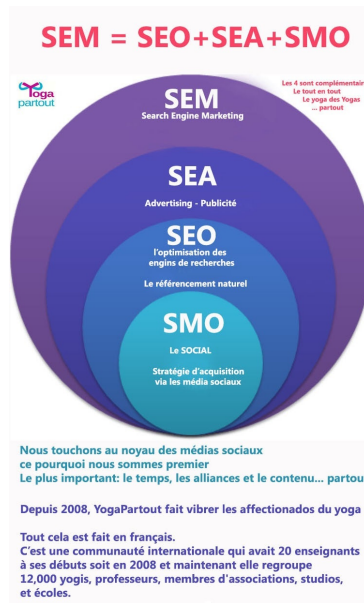 SEM = SEO+SEA+SMO
Yoga
partout
Les 4 sont complémentair
Le tout en tout
Le yoga des Yogas
... partout
SEM
Search Engine Marketing
SEA
Advertising - Publicité
SEO
l'optimisation des
engins de recherches
Le référencement naturel
SMO
Le SOCIAL
Stratégie d'acquisition
via les média sociaux
Nous touchons au noyau des médias sociaux
ce pourquoi nous sommes premier
Le plus important: le temps, les alliances et le contenu... partou
Depuis 2008, YogaPartout fait vibrer les affectionados du yoga
Tout cela est fait en français.
C'est une communauté internationale qui avait 20 enseignants
à ses débuts soit en 2008 et maintenant elle regroupe
12,000 yogis, professeurs, membres d'associations, studios,
et écoles.